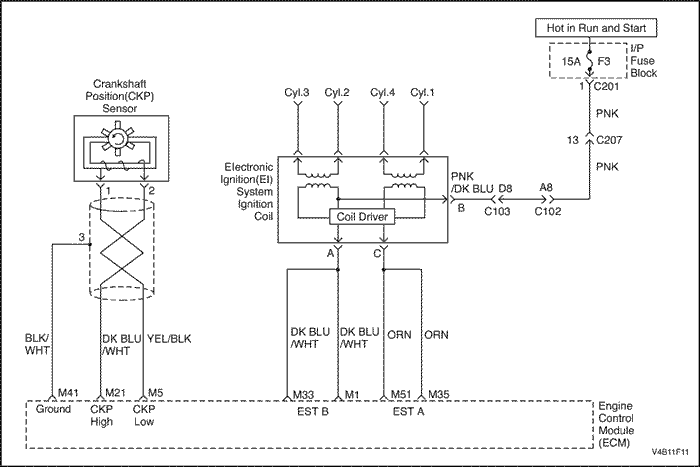 Hot in Run and Start
15A F3
I/P
Fuse
Block
1 C201
PNK
13 C207
PNK
Crankshaft
Position(CKP)
Sensor
1 2
3
Cyl.3 Cyl.2 Cyl.4 Cyl.1
Electronic
Ignition(EI)
System
Ignition
Coil
Coil Driver
PNK
/DK BLU
B
D8
C103
A8
C102
A C
BLK/
WHT
DK BLU
/WHT
YEL/BLK
DK BLU
/WHT
DK BLU
/WHT
ORN
ORN
M41 M21 M5 M33 M1 M51 M35
Ground
CKP
High
CKP
Low
EST B
EST A
Engine
Control
Module
(ECM)
V4B11F11